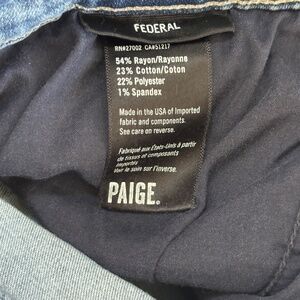 FEDERAL
RN#27002 CA#51217
54% Rayon/Rayonne
23% Cotton/Coton
22% Polyester
1% Spandex
Made in the USA of Imported
fabric and components.
See care on reverse.
Fabriqué aux États-Unis à partir
de tissus et composants
importés
Voir le soin sur l'inverse.
PAIGE®